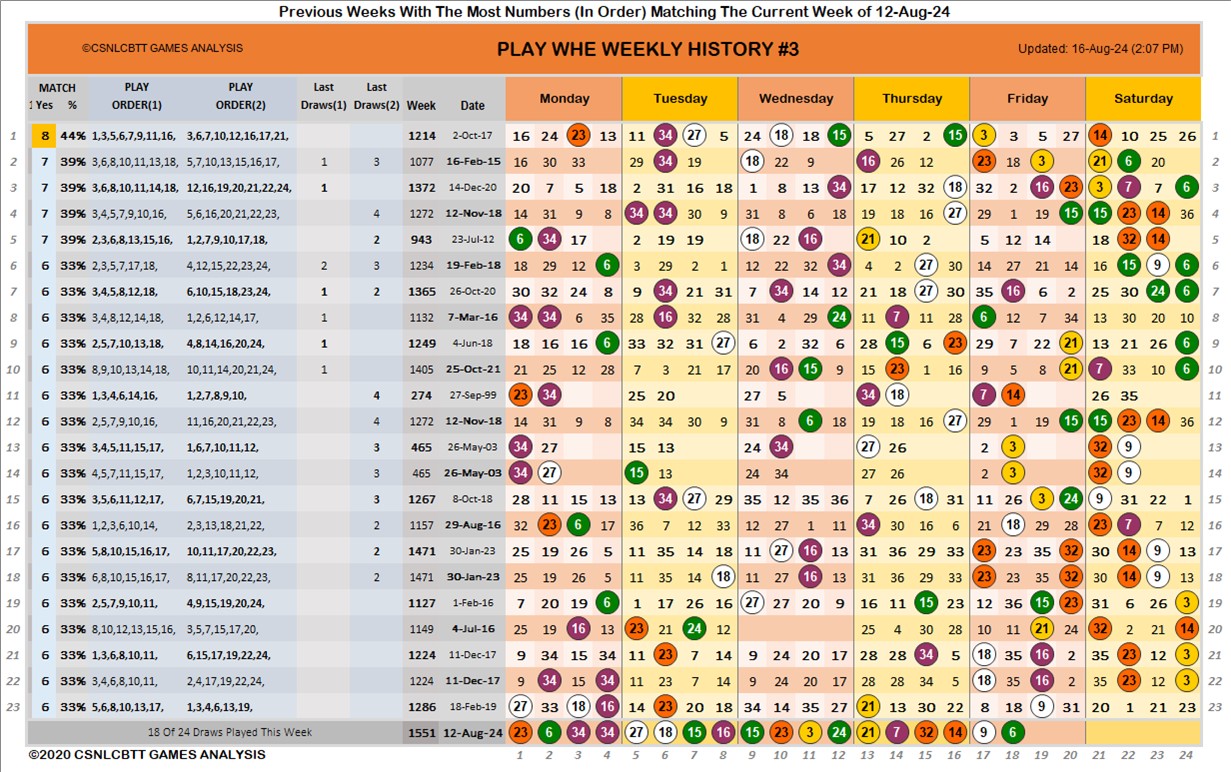 Previous Weeks With The Most Numbers (In Order) Matching The Current Week of 12-Aug-24
©CSNLCBTT GAMES ANALYSIS PLAY WHE WEEKLY HISTORY #3 Updated: 16-Aug-24 (2:07 PM)
MATCH PLAY PLAY Last Last
Yes % ORDER(1) ORDER(2) Draws(1) Draws(2) Week Date Monday Tuesday Wednesday Thursday Friday Saturday
1 8 44% 1,3,5,6,7,9,11,16, 3,6,7,10,12,16,17,21, 1214 2-Oct-17 16 24 23 13 11 34 27 5 24 18 18 15 5 27 2 15 3 3 5 27 14 10 25 26 1
2 7 39% 3,6,8,10,11,13,18, 5,7,10,13,15,16,17, 1 3 1077 16-Feb-15 16 30 33 29 34 19 18 22 9 16 26 12 23 18 3 21 6 20 2
3 7 39% 3,6,8,10,11,14,18, 12,16,19,20,21,22,24, 1 1372 14-Dec-20 20 7 5 18 2 31 16 18 1 8 13 34 17 12 32 18 32 2 16 23 3 7 7 6 3
4 7 39% 3,4,5,7,9,10,16, 5,6,16,20,21,22,23, 4 1272 12-Nov-18 14 31 9 8 34 34 30 9 31 8 6 18 19 18 16 27 29 1 19 15 15 23 14 36 4
5 7 39% 2,3,6,8,13,15,16, 1,2,7,9,10,17,18, 2 943 23-Jul-12 6 34 17 2 19 19 18 22 16 21 10 2 5 12 14 18 32 14 5
6 6 33% 2,3,5,7,17,18, 4,12,15,22,23,24, 2 3 1234 19-Feb-18 18 29 12 6 3 29 2 1 12 22 32 34 4 2 27 30 14 27 21 14 16 15 9 6 6
7 6 33% 3,4,5,8,12,18, 6,10,15,18,23,24, 1 2 1365 26-Oct-20 30 32 24 8 9 34 21 31 7 34 14 12 21 18 27 30 35 16 6 2 25 30 24 6 7
8 6 33% 3,4,8,12,14,18, 1,2,6,12,14,17, 1 1132 7-Mar-16 34 34 6 35 28 16 32 28 31 4 29 24 11 7 11 28 6 12 7 34 13 30 20 10 8
9 6 33% 2,5,7,10,13,18, 4,8,14,16,20,24, 1 1249 4-Jun-18 18 16 16 6 33 32 31 27 6 2 32 6 28 15 6 23 29 7 22 21 13 21 26 6 9
10 6 33% 8,9,10,13,14,18, 10,11,14,20,21,24, 1 1405 25-Oct-21 21 25 12 28 7 3 21 17 20 16 15 9 15 23 1 16 9 5 8 21 7 33 10 6 10
11 6 33% 1,3,4,6,14,16, 1,2,7,8,9,10, 4 274 27-Sep-99 23 34 25 20 27 5 34 18 7 14 26 35 11
12 6 33% 2,5,7,9,10,16, 11,16,20,21,22,23, 1272 12-Nov-18 14 31 9 8 34 34 30 9 31 8 6 18 19 18 16 27 29 1 19 15 15 23 14 36 12
13 6 33% 3,4,5,11,15,17, 1,6,7,10,11,12, 3 465 26-May-03 34 27 15 13 24 34 27 26 2 3 32 9 13
14 6 33% 4,5,7,11,15,17, 1,2,3,10,11,12, 465 26-May-03 34 27 15 13 24 34 27 26 2 3 32 9 14
15 6 33% 3,5,6,11,12,17, 6,7,15,19,20,21, 3 1267 8-Oct-18 28 11 15 13 13 34 27 29 35 12 35 36 7 26 18 31 11 26 3 24 9 31 22 1 15
16 6 33% 1,2,3,6,10,14, 2,3,13,18,21,22, 2 1157 29-Aug-16 32 23 6 17 36 7 12 33 12 27 1 11 34 30 16 6 21 18 29 28 23 7 7 12 16
17 6 33% 5,8,10,15,16,17, 10,11,17,20,22,23, 2 1471 30-Jan-23 25 19 26 5 11 35 14 18 11 27 16 13 31 36 29 33 23 23 35 32 30 14 9 13 17
18 6 33% 6,8,10,15,16,17, 8,11,17,20,22,23, 2 1471 30-Jan-23 25 19 26 5 11 35 14 18 11 27 16 13 31 36 29 33 23 23 35 32 30 14 9 13 18
19 6 33% 2,5,7,9,10,11, 4,9,15,19,20,24, 1127 1-Feb-16 7 20 19 6 1 17 26 16 27 27 20 9 16 11 15 23 12 36 15 23 31 6 26 3 19
20 6 33% 8,10,12,13,15,16, 3,5,7,15,17,20, 1149 4-Jul-16 25 19 16 13 23 21 24 12 25 4 30 28 10 11 21 24 32 2 21 14 20
21 6 33% 1,3,6,8,10,11, 6,15,17,19,22,24, 1224 11-Dec-17 9 34 15 34 11 23 7 14 9 24 20 17 28 28 34 5 18 35 16 2 35 23 12 3 21
22 6 33% 3,4,6,8,10,11, 2,4,17,19,22,24, 1224 11-Dec-17 9 34 15 34 11 23 7 14 9 24 20 17 28 28 34 5 18 35 16 2 35 23 12 3 22
23 6 33% 5,6,8,10,13,17, 1,3,4,6,13,19, 1286 18-Feb-19 27 33 18 16 14 23 20 18 34 14 35 27 21 13 30 22 8 18 9 31 20 1 21 23 23
18 Of 24 Draws Played This Week 1551 12-Aug-24 23 6 34 34 27 18 15 16 15 23 3 24 21 7 32 14 9 6
©2020 CSNLCBTT GAMES ANALYSIS 1 2 3 4 5 6 7 8 9 10 11 12 13 14 15 16 17 18 19 20 21 22 23 24